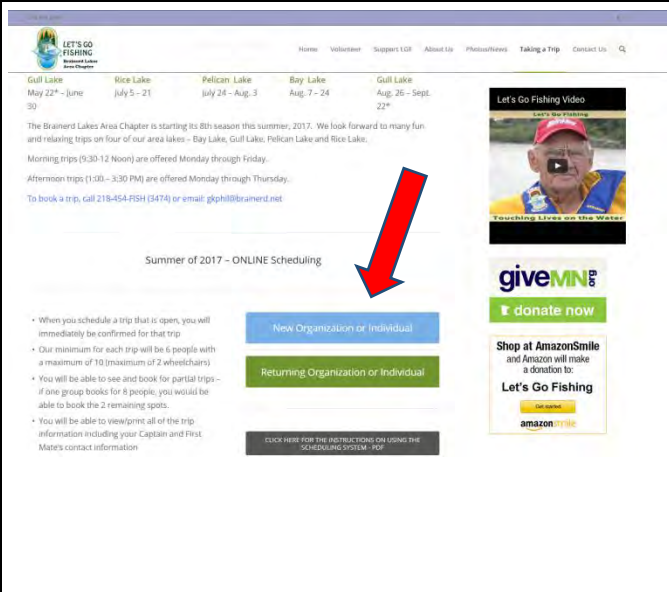 LET'S GO
FISHING
Brainerd Lakes
Area Chapter
Home Volunteer Support LGF About Us Photos/News Taking a Trip Contact Us
Gull Lake Rice Lake Pelican Lake Bay Lake Gull Lake
May 22* – June July 5 – 21 July 24 – Aug. 3 Aug. 7 – 24 Aug. 26 – Sept.
30 22*
The Brainerd Lakes Area Chapter is starting its 8th season this summer, 2017. We look forward to many fun
and relaxing trips on four of our area lakes – Bay Lake, Gull Lake, Pelican Lake and Rice Lake.
Morning trips (9:30-12 Noon) are offered Monday through Friday.
Afternoon trips (1:00 – 3:30 PM) are offered Monday through Thursday.
To book a trip, call 218-454-FISH (3474) or email: gkphil@brainerd.net
Let's Go Fishing Video
Let's Go Fishing
Touching Lives on the Water
Summer of 2017 – ONLINE Scheduling
• When you schedule a trip that is open, you will
immediately be confirmed for that trip
• Our minimum for each trip will be 6 people with
a maximum of 10 (maximum of 2 wheelchairs)
• You will be able to see and book for partial trips –
if one group books for 8 people, you would be
able to book the 2 remaining spots.
• You will be able to view/print all of the trip
information including your Captain and First
Mate's contact information
New Organization or Individual
Returning Organization or Individual
CLICK HERE FOR THE INSTRUCTIONS ON USING THE
SCHEDULING SYSTEM - PDF
giveMN.org
donate now
Shop at AmazonSmile
and Amazon will make
a donation to:
Let's Go Fishing
Get started
amazonsmile